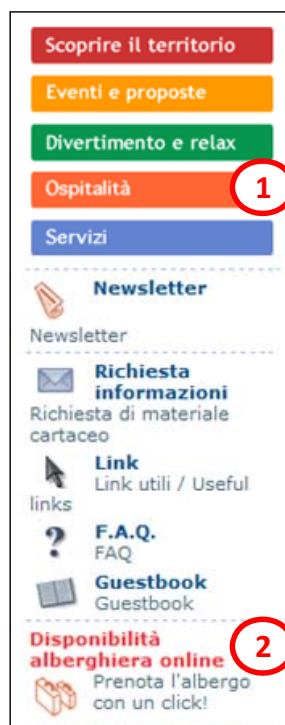 Scoprire il territorio
Eventi e proposte
Divertimento e relax
Ospitalità
1
Servizi
Newsletter
Newsletter
Richiesta
informazioni
Richiesta di materiale
cartaceo
Link
Link utili / Useful
links
?
F.A.Q.
FAQ
Guestbook
Guestbook
Disponibilità
alberghiera online
2
Prenota l'albergo
con un click!